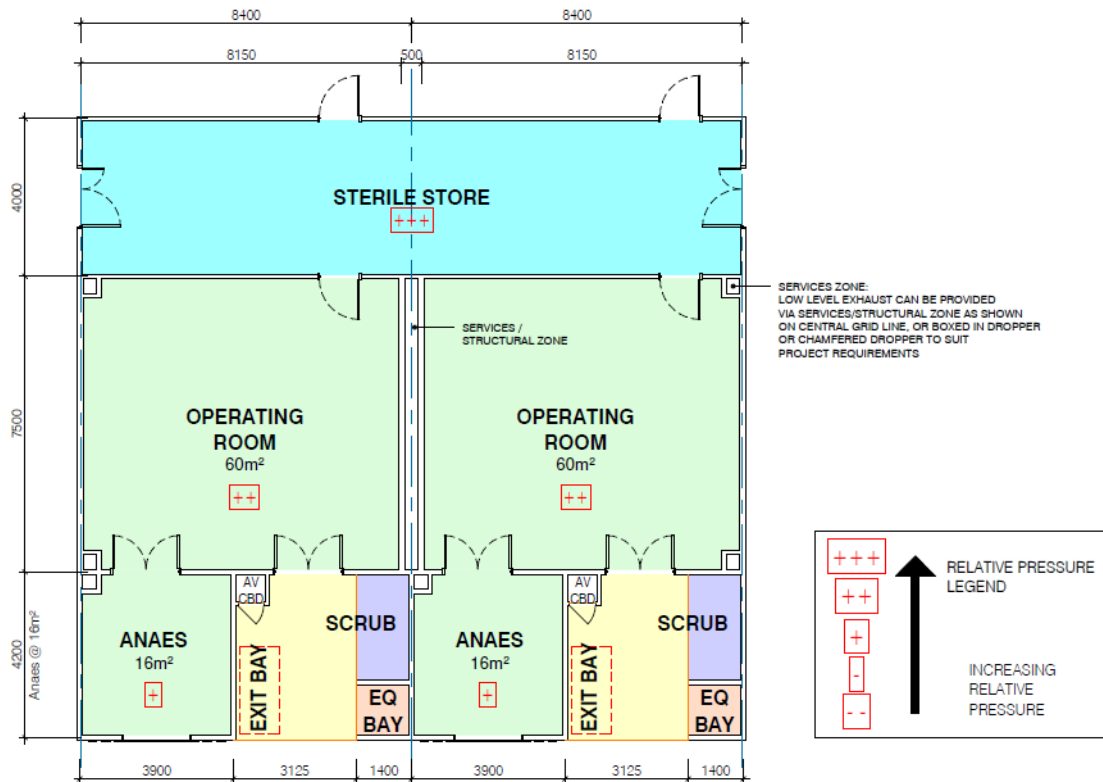 8400
8400
8150
500
8150
4000
STERILE STORE
+++
SERVICES ZONE:
LOW LEVEL EXHAUST CAN BE PROVIDED
VIA SERVICES/STRUCTURAL ZONE AS SHOWN
ON CENTRAL GRID LINE, OR BOXED IN DROPPER
OR CHAMFERED DROPPER TO SUIT
PROJECT REQUIREMENTS
SERVICES /
STRUCTURAL ZONE
7500
OPERATING
ROOM
60m²
++
OPERATING
ROOM
60m²
++
4200
Anaes @ 16m²
ANAES
16m²
+
AV
CBD
EXIT BAY
SCRUB
EQ
BAY
ANAES
16m²
+
AV
CBD
EXIT BAY
SCRUB
EQ
BAY
3900
3125
1400
3900
3125
1400
+++
++
+
-
--
RELATIVE PRESSURE
LEGEND
INCREASING
RELATIVE
PRESSURE